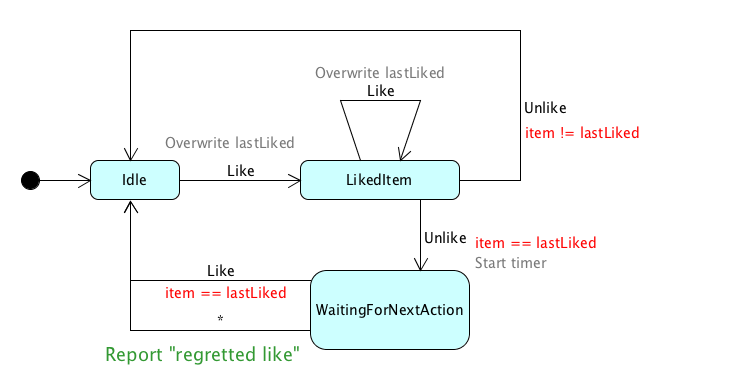 Overwrite lastLiked
Like
Unlike
item != lastLiked
Overwrite lastLiked
Like
Idle
LikedItem
Unlike
item == lastLiked
Start timer
Like
item == lastLiked
*
WaitingForNextAction
Report "regretted like"